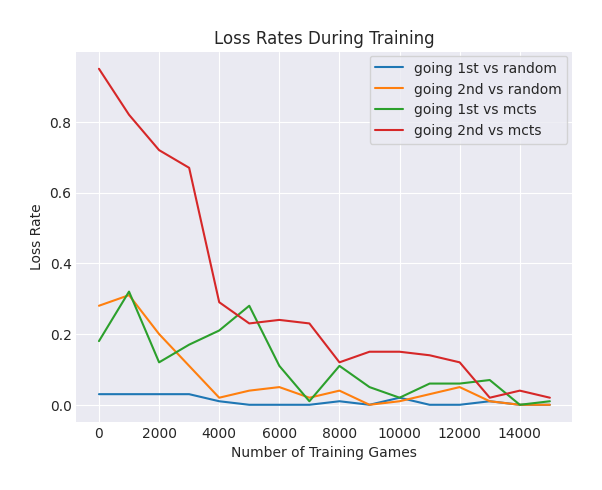 Loss Rates During Training
going 1st vs random
going 2nd vs random
going 1st vs mcts
going 2nd vs mcts
Loss Rate
0.8
0.6
0.4
0.2
0.0
0 2000 4000 6000 8000 10000 12000 14000
Number of Training Games